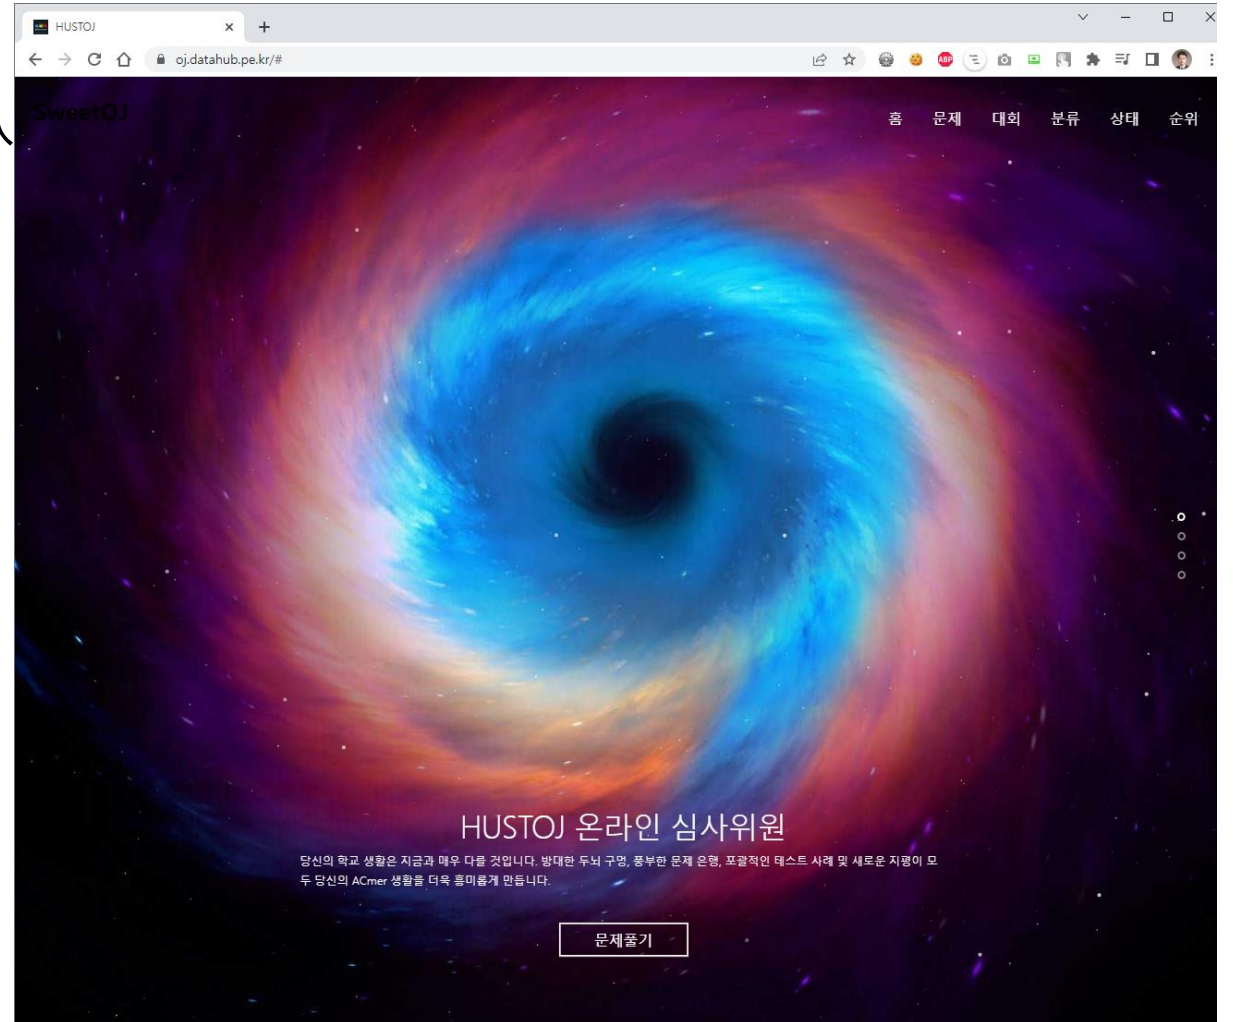 HUSTOJ
oj.datahub.pe.kr/#
ABP
SweetOJ
홈 문제 대회 분류 상태 순위
HUSTOJ 온라인 심사위원
당신의 학교 생활은 지금과 매우 다를 것입니다. 방대한 두뇌 구멍, 풍부한 문제 은행, 포괄적인 테스트 사례 및 새로운 지평이 모
두 당신의 ACmer 생활을 더욱 흥미롭게 만듭니다.
문제풀기